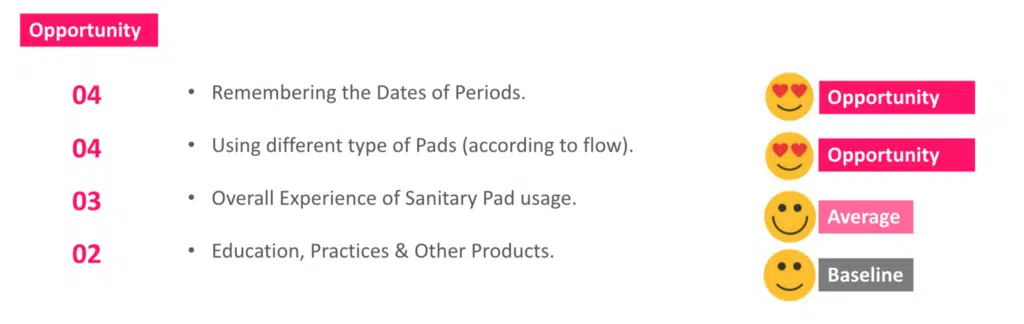 Opportunity
04 • Remembering the Dates of Periods. Opportunity
04 • Using different type of Pads (according to flow). Opportunity
03 • Overall Experience of Sanitary Pad usage. Average
02 • Education, Practices & Other Products. Baseline